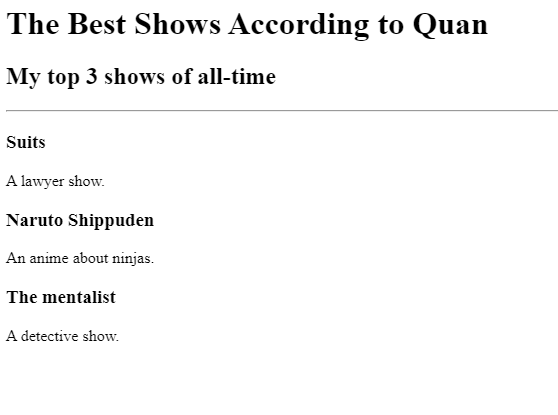 The Best Shows According to Quan
My top 3 shows of all-time
Suits
A lawyer show.
Naruto Shippuden
An anime about ninjas.
The mentalist
A detective show.